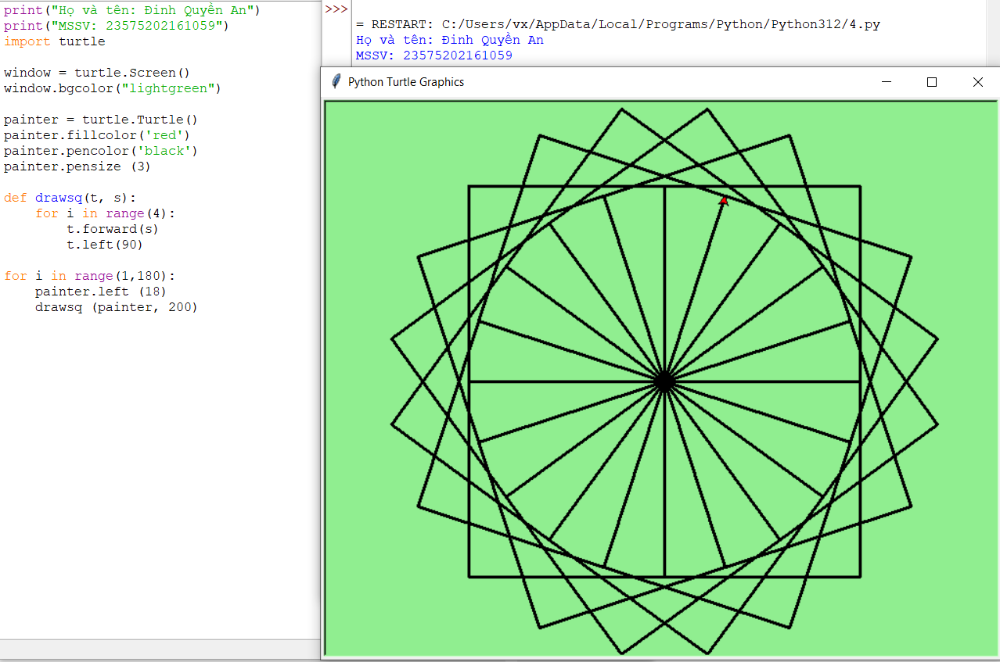 print("Họ và tên: Đinh Quyền An")
print("MSSV: 23575202161059")
import turtle
window = turtle.Screen()
window.bgcolor("lightgreen")
painter = turtle.Turtle()
painter.fillcolor('red')
painter.pencolor('black')
painter.pensize (3)
def drawsq(t, s):
    for i in range(4):
        t.forward(s)
        t.left(90)
for i in range(1,180):
    painter.left (18)
    drawsq (painter, 200)
>>>
= RESTART: C:/Users/vx/AppData/Local/Programs/Python/Python312/4.py
Họ và tên: Đinh Quyền An
MSSV: 23575202161059
Python Turtle Graphics